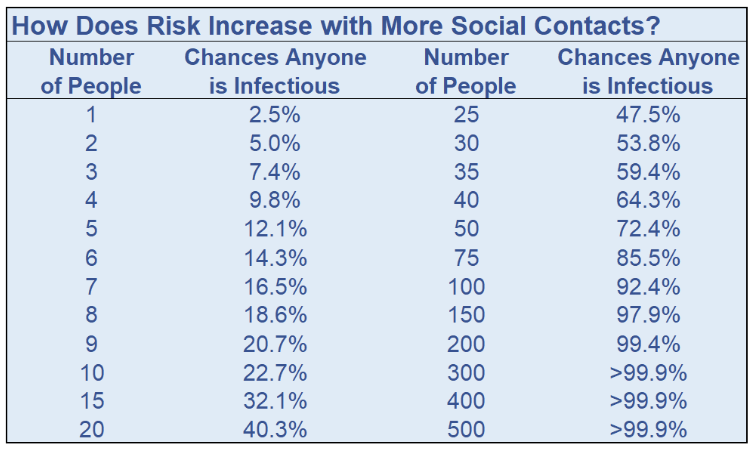 How Does Risk Increase with More Social Contacts?
Number Chances Anyone Number Chances Anyone
of People is Infectious of People is Infectious
1 2.5% 25 47.5%
2 5.0% 30 53.8%
3 7.4% 35 59.4%
4 9.8% 40 64.3%
5 12.1% 50 72.4%
6 14.3% 75 85.5%
7 16.5% 100 92.4%
8 18.6% 150 97.9%
9 20.7% 200 99.4%
10 22.7% 300 >99.9%
15 32.1% 400 >99.9%
20 40.3% 500 >99.9%